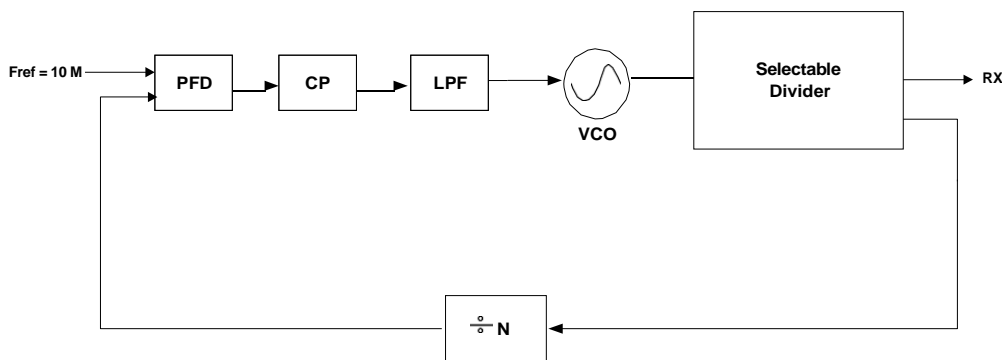 Fref = 10 M
PFD
CP
LPF
VCO
Selectable
Divider
RX
÷ N